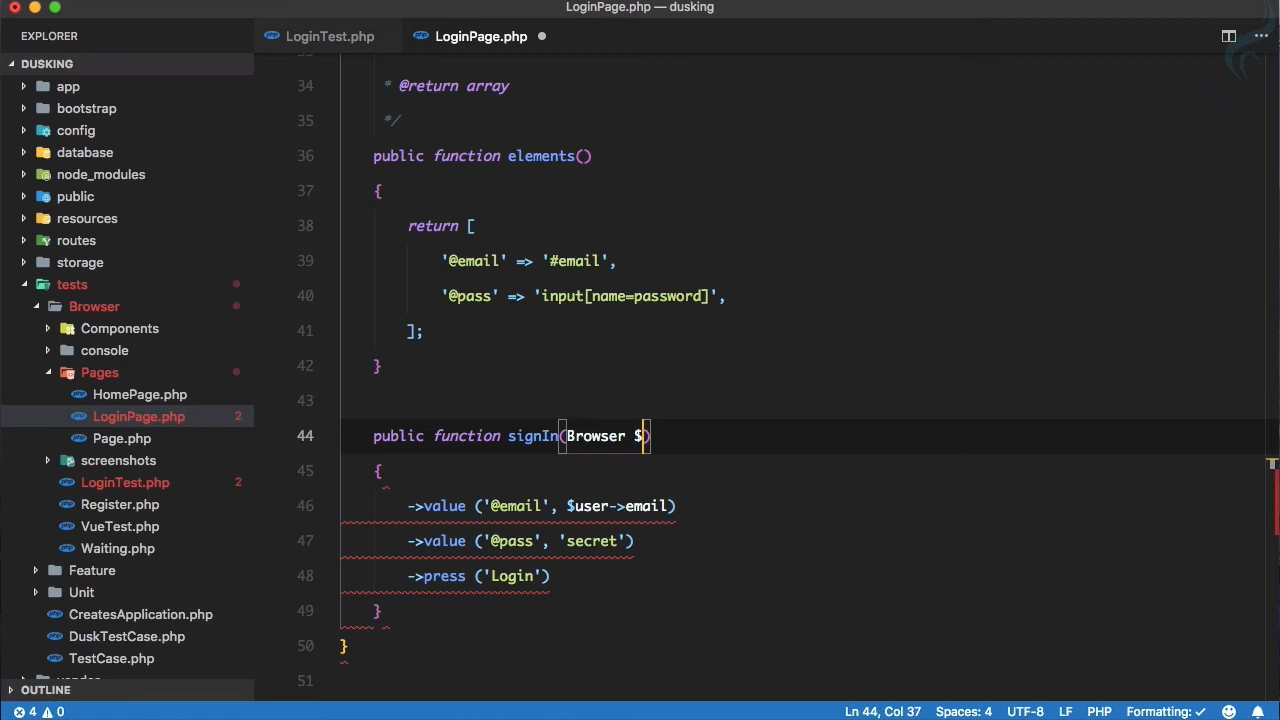 LoginPage.php — dusking
EXPLORER
LoginTest.php
LoginPage.php
DUSKING
app
bootstrap
config
database
node_modules
public
resources
routes
storage
tests
Browser
Components
console
Pages
HomePage.php
LoginPage.php 2
Page.php
screenshots
LoginTest.php 2
Register.php
VueTest.php
Waiting.php
Feature
Unit
CreatesApplication.php
DuskTestCase.php
TestCase.php
vendor
OUTLINE
34 * @return array
35 */
36 public function elements()
37 {
38 return [
39 '@email' => '#email',
40 '@pass' => 'input[name=password]',
41 ];
42 }
43
44 public function signIn(Browser $)
45 {
46 ->value ('@email', $user->email)
47 ->value ('@pass', 'secret')
48 ->press ('Login')
49 }
50 }
51
4 0 Ln 44, Col 37 Spaces: 4 UTF-8 LF PHP Formatting: ✓